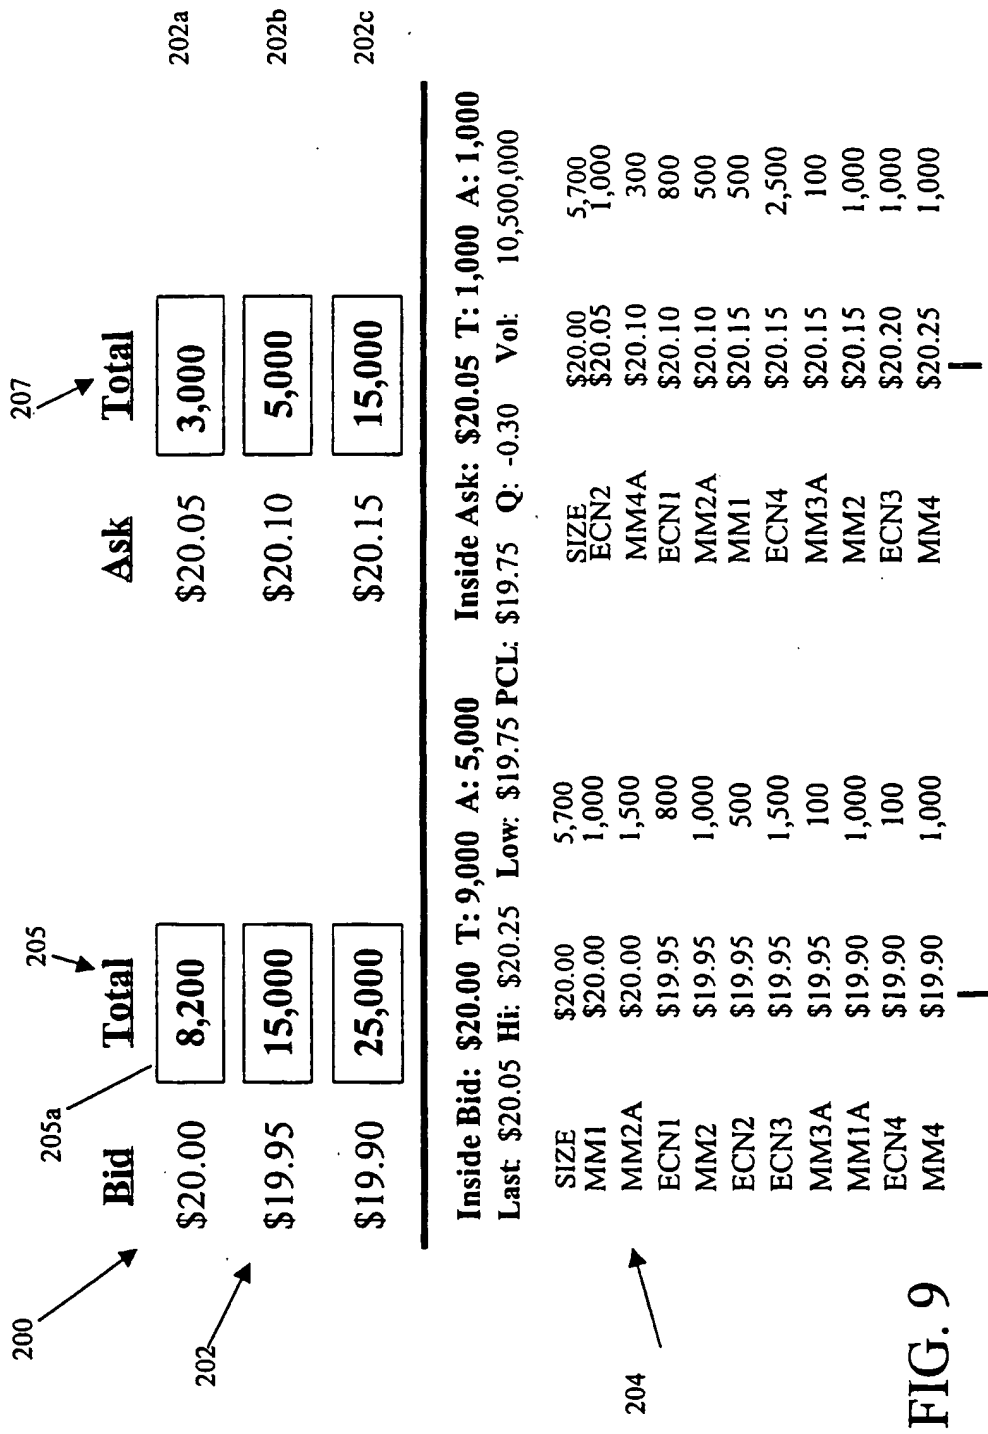 200
205a
205
207
Bid Total Ask Total
$20.00 8,200 $20.05 3,000 202a
202
$19.95 15,000 $20.10 5,000 202b
$19.90 25,000 $20.15 15,000 202c
Inside Bid: $20.00 T: 9,000 A: 5,000 Inside Ask: $20.05 T: 1,000 A: 1,000
Last: $20.05 Hi: $20.25 Low: $19.75 PCL: $19.75 Q: -0.30 Vol: 10,500,000
204
SIZE $20.00 5,700 SIZE $20.00 5,700
MM1 $20.00 1,000 ECN2 $20.05 1,000
MM2A $20.00 1,500 MM4A $20.10 300
ECN1 $19.95 800 ECN1 $20.10 800
MM2 $19.95 1,000 MM2A $20.10 500
ECN2 $19.95 500 MM1 $20.15 500
ECN3 $19.95 1,500 ECN4 $20.15 2,500
MM3A $19.95 100 MM3A $20.15 100
MM1A $19.90 1,000 MM2 $20.15 1,000
ECN4 $19.90 100 ECN3 $20.20 1,000
MM4 $19.90 1,000 MM4 $20.25 1,000
FIG. 9